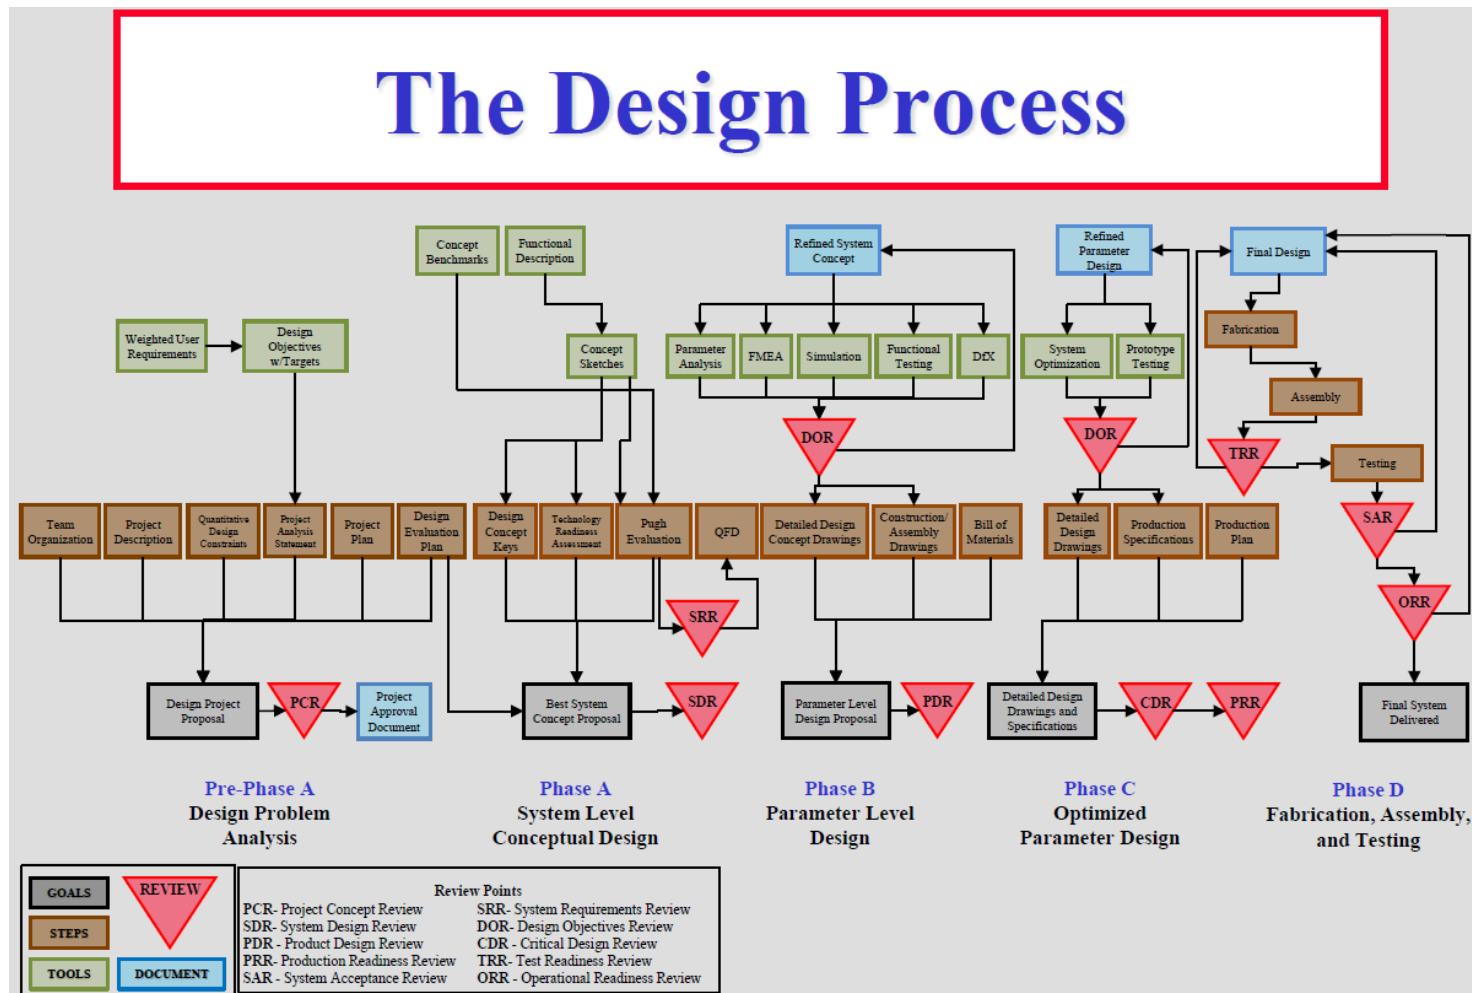 The Design Process
Concept
Benchmarks
Functional
Description
Refined System
Concept
Refined
Parameter
Design
Final Design
Weighted User
Requirements
Design
Objectives
w/Targets
Concept
Sketches
Parameter
Analysis
FMEA
Simulation
Functional
Testing
DfX
System
Optimization
Prototype
Testing
Fabrication
Assembly
DOR
DOR
TRR
Testing
Team
Organization
Project
Description
Quantitative
Design
Constraints
Project
Analysis
Statement
Project
Plan
Design
Evaluation
Plan
Design
Concept
Keys
Technology
Readiness
Assessment
Pugh
Evaluation
QFD
Detailed Design
Concept Drawings
Construction/
Assembly
Drawings
Bill of
Materials
Detailed
Design
Drawings
Production
Specifications
Production
Plan
SAR
SRR
ORR
Design Project
Proposal
PCR
Project
Approval
Document
Best System
Concept Proposal
SDR
Parameter Level
Design Proposal
PDR
Detailed Design
Drawings and
Specifications
CDR
PRR
Final System
Delivered
Pre-Phase A
Design Problem
Analysis
Phase A
System Level
Conceptual Design
Phase B
Parameter Level
Design
Phase C
Optimized
Parameter Design
Phase D
Fabrication, Assembly,
and Testing
GOALS
REVIEW
STEPS
TOOLS
DOCUMENT
Review Points
PCR- Project Concept Review
SRR- System Requirements Review
SDR- System Design Review
DOR- Design Objectives Review
PDR - Product Design Review
CDR - Critical Design Review
PRR- Production Readiness Review
TRR- Test Readiness Review
SAR - System Acceptance Review
ORR - Operational Readiness Review